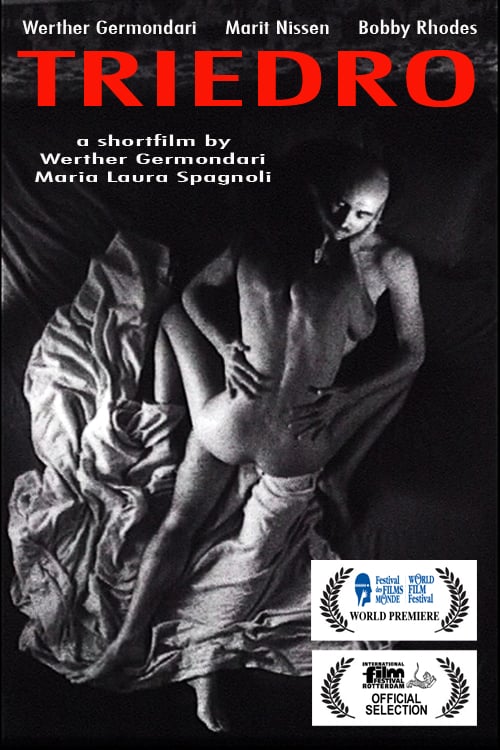 Werther Germondari Marit Nissen Bobby Rhodes
TRIEDRO
a shortfilm by
Werther Germondari
Maria Laura Spagnoli
Festival des FILMS du MONDE
WORLD FILM Festival
WORLD PREMIERE
INTERNATIONAL
film
FESTIVAL
ROTTERDAM
OFFICIAL
SELECTION